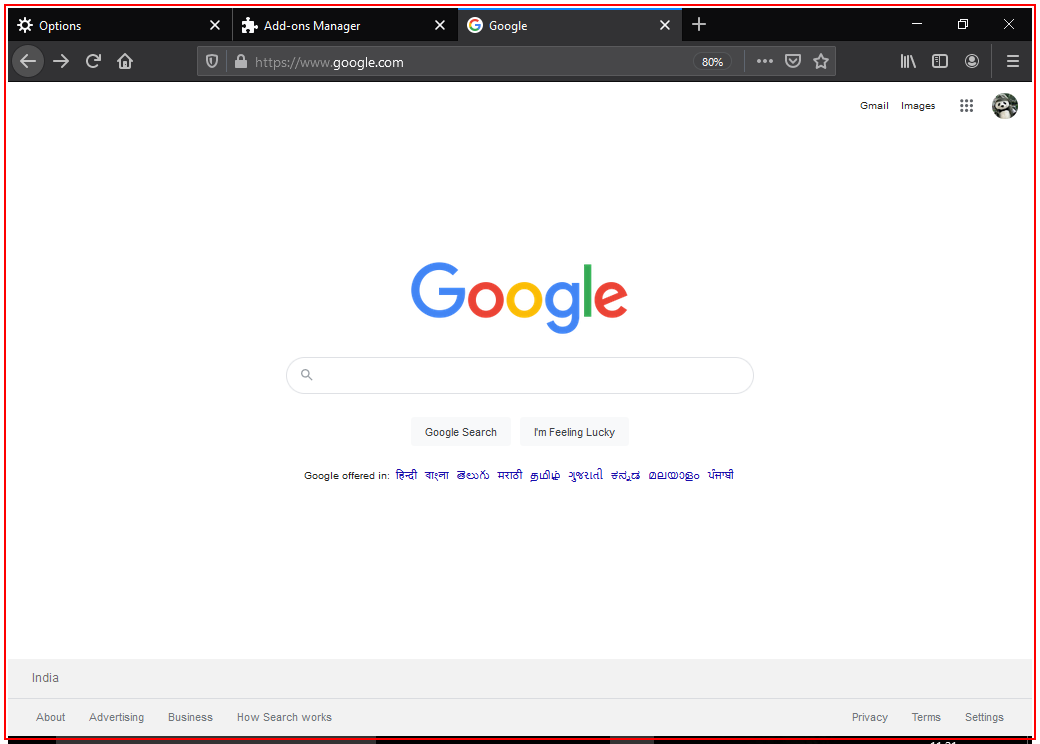 Options Add-ons Manager Google
https://www.google.com 80%
Gmail Images
Google
Google Search I'm Feeling Lucky
Google offered in: हिन्दी বাংলা తెలుగు मराठी தமிழ் ગુજરાતી ಕನ್ನಡ മലയാളം ਪੰਜਾਬੀ
India
About Advertising Business How Search works Privacy Terms Settings